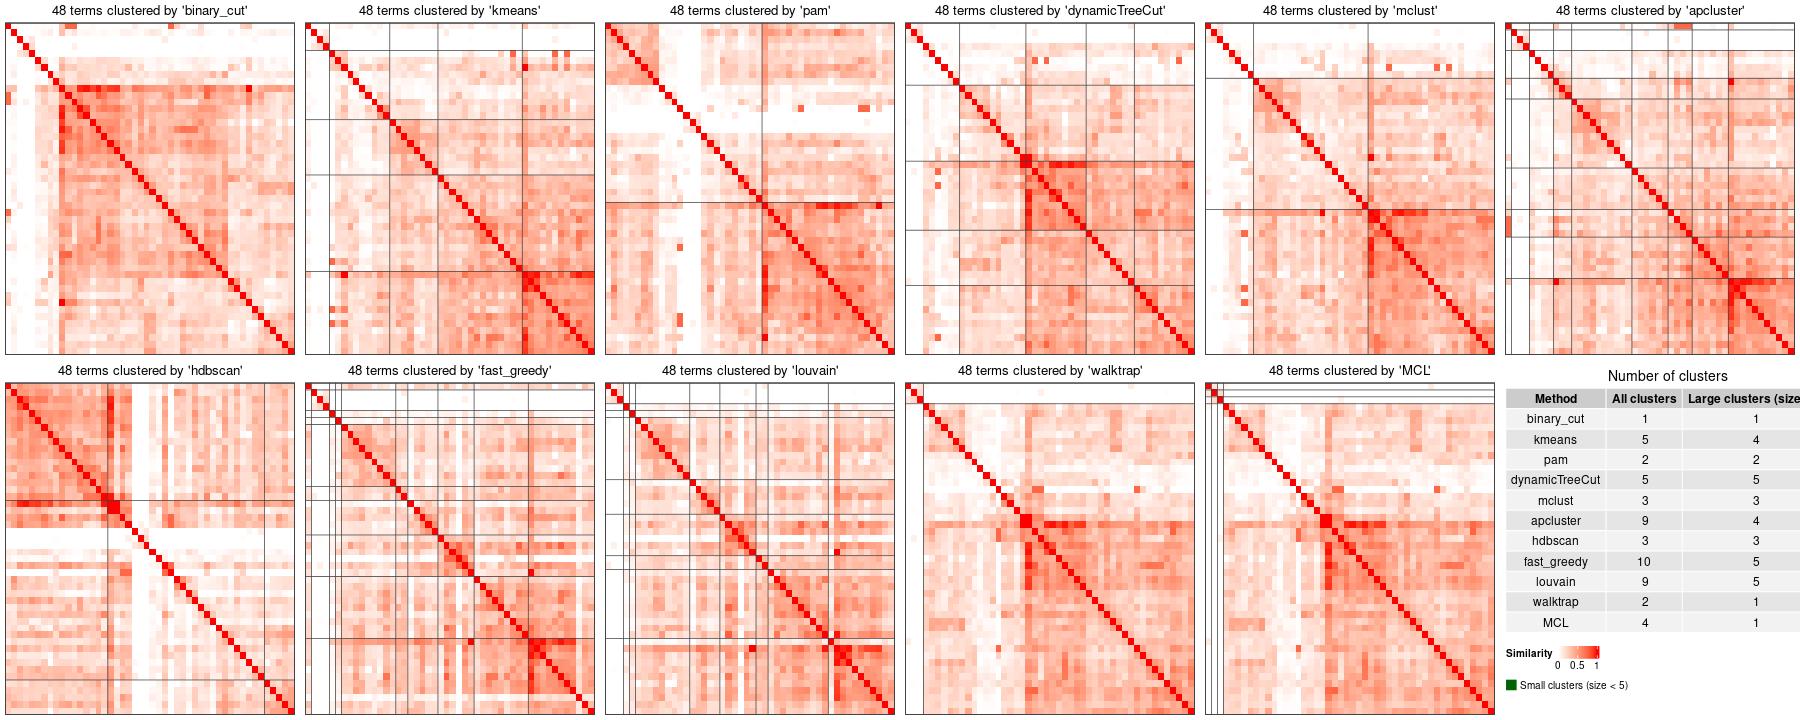 48 terms clustered by 'binary_cut'
48 terms clustered by 'kmeans'
48 terms clustered by 'pam'
48 terms clustered by 'dynamicTreeCut'
48 terms clustered by 'mclust'
48 terms clustered by 'apcluster'
48 terms clustered by 'hdbscan'
48 terms clustered by 'fast_greedy'
48 terms clustered by 'louvain'
48 terms clustered by 'walktrap'
48 terms clustered by 'MCL'
Number of clusters
Method All clusters Large clusters (size
binary_cut 1 1
kmeans 5 4
pam 2 2
dynamicTreeCut 5 5
mclust 3 3
apcluster 9 4
hdbscan 3 3
fast_greedy 10 5
louvain 9 5
walktrap 2 1
MCL 4 1
Similarity
0 0.5 1
Small clusters (size < 5)